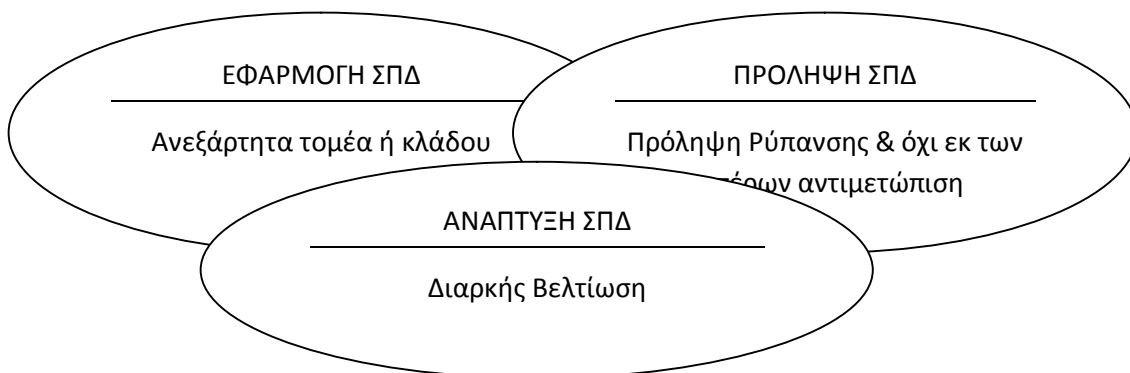 ΕΦΑΡΜΟΓΗ ΣΠΔ
Ανεξάρτητα τομέα ή κλάδου
ΠΡΟΛΗΨΗ ΣΠΔ
Πρόληψη Ρύπανσης & όχι εκ των
αντιμετώπιση
ΑΝΑΠΤΥΞΗ ΣΠΔ
Διαρκής Βελτίωση